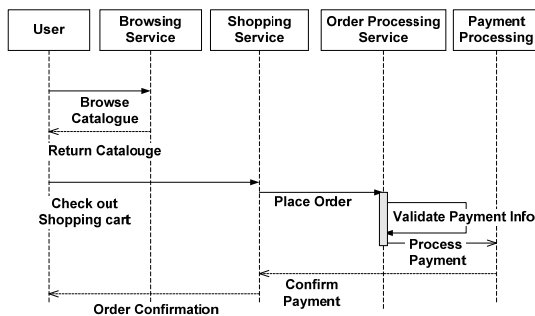 User
Browsing
Service
Shopping
Service
Order Processing
Service
Payment
Processing
Browse
Catalogue
Return Catalouge
Check out
Shopping cart
Place Order
Validate Payment Info
Process
Payment
Confirm
Payment
Order Confirmation